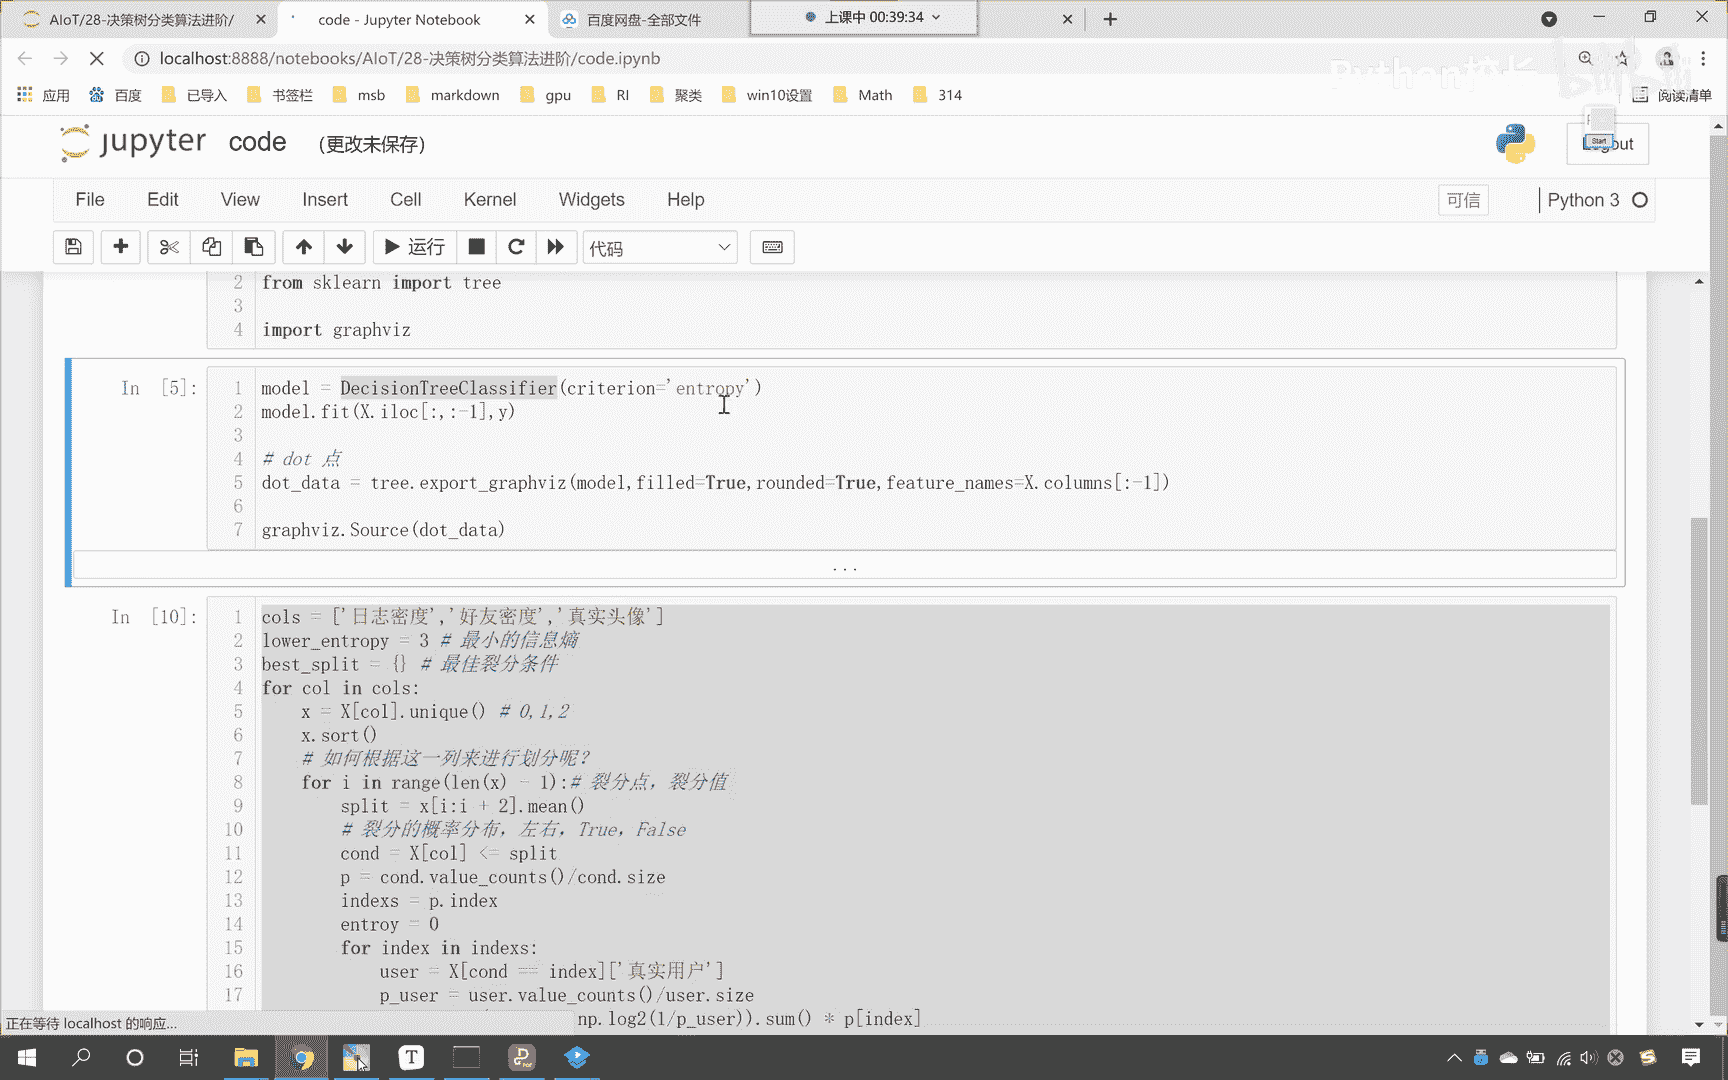 AIoT/28-决策树分类算法进阶/
code - Jupyter Notebook
百度网盘-全部文件
上课中 00:39:34
localhost:8888/notebooks/AIoT/28-决策树分类算法进阶/code.ipynb
应用 百度 已导入 书签栏 msb markdown gpu RI 聚类 win10设置 Math 314 阅读清单
jupyter code (更改未保存)
Start
File Edit View Insert Cell Kernel Widgets Help 可信 Python 3
运行 代码
2 from sklearn import tree
3
4 import graphviz
In [5]:
1 model = DecisionTreeClassifier(criterion='entropy')
2 model.fit(X.iloc[:,:-1],y)
3
4 # dot 点
5 dot_data = tree.export_graphviz(model,filled=True,rounded=True,feature_names=X.columns[:-1])
6
7 graphviz.Source(dot_data)
...
In [10]:
1 cols = ['日志密度','好友密度','真实头像']
2 lower_entropy = 3 # 最小的信息熵
3 best_split = {} # 最佳裂分条件
4 for col in cols:
5 x = X[col].unique() # 0,1,2
6 x.sort()
7 # 如何根据这一列来进行划分呢?
8 for i in range(len(x) - 1):# 裂分点，裂分值
9 split = x[i:i + 2].mean()
10 # 裂分的概率分布，左右，True，False
11 cond = X[col] <= split
12 p = cond.value_counts()/cond.size
13 indexs = p.index
14 entroy = 0
15 for index in indexs:
16 user = X[cond == index]['真实用户']
17 p_user = user.value_counts()/user.size
np.log2(1/p_user)).sum() * p[index]
正在等待 localhost 的响应...